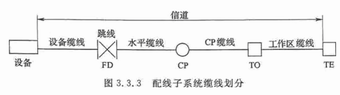 信道
设备缆线 跳线 水平缆线 CP缆线 工作区缆线
设备 FD CP TO TE
图 3.3.3 配线子系统缆线划分